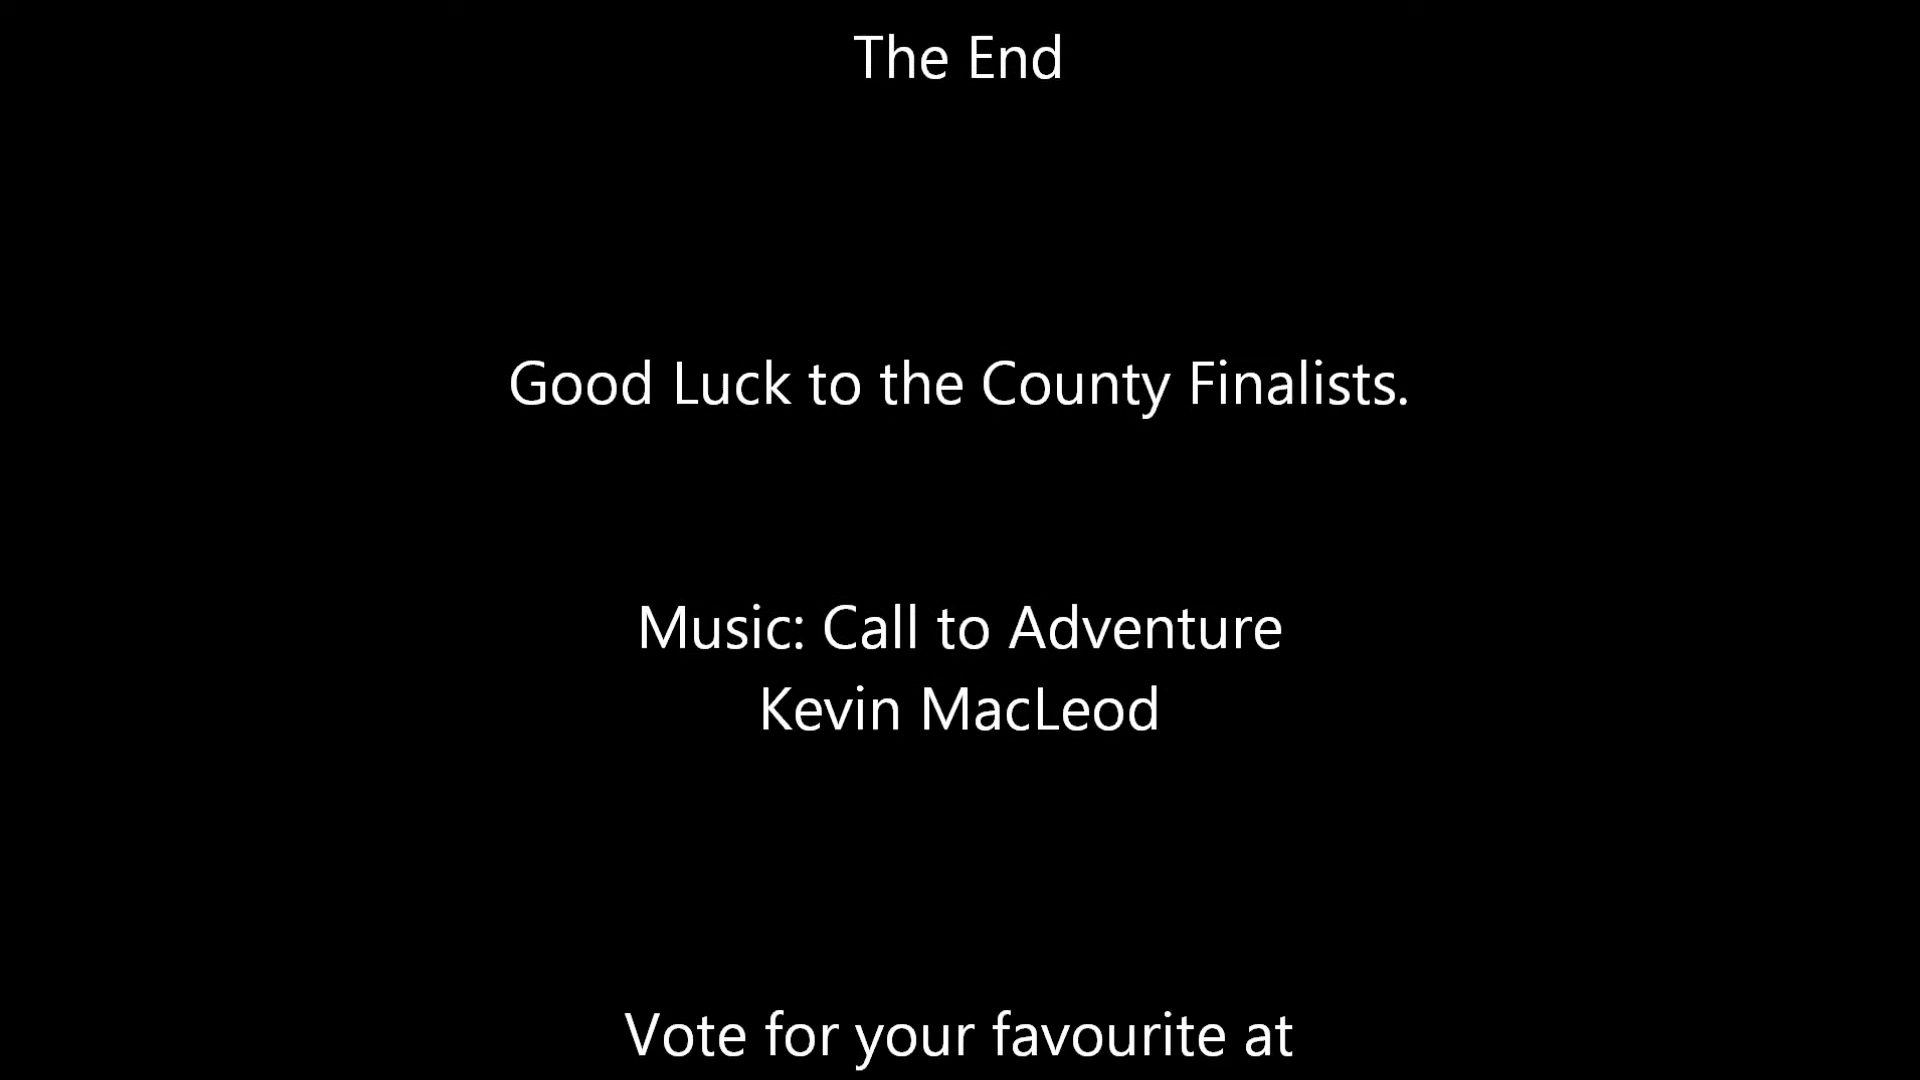 The End
Good Luck to the County Finalists.
Music: Call to Adventure
Kevin MacLeod
Vote for your favourite at